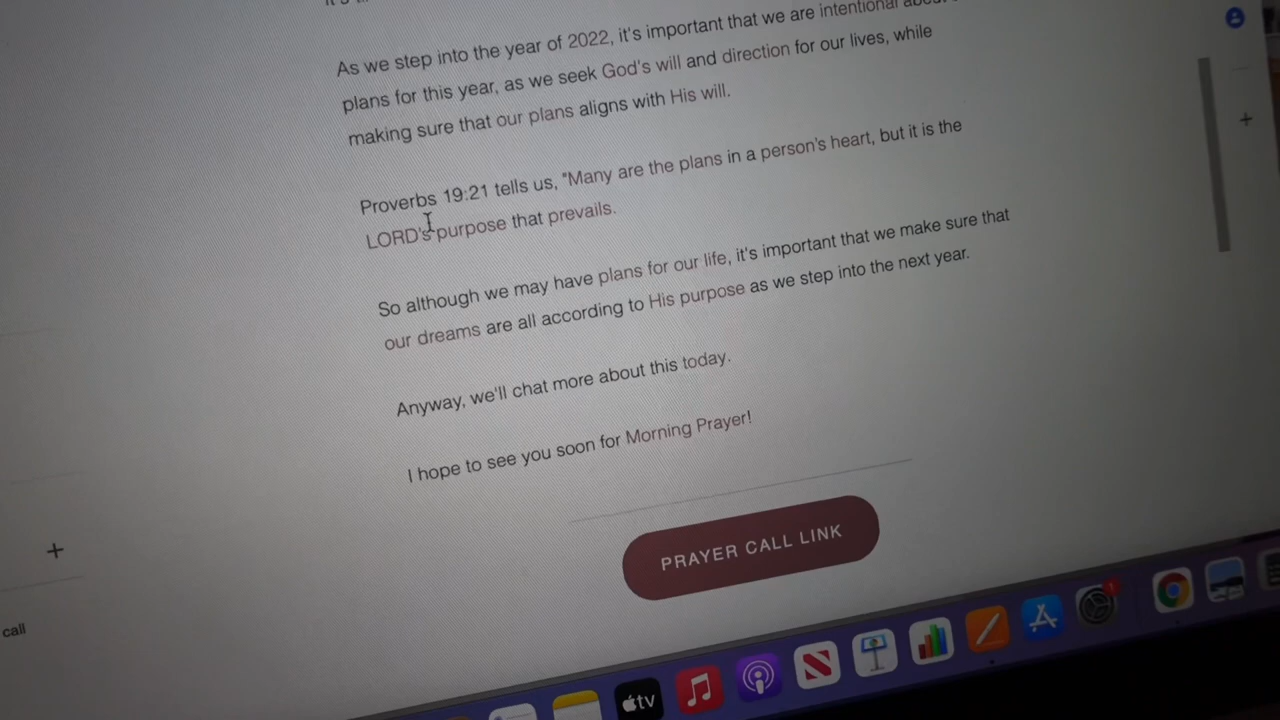 As we step into the year of 2022, it's important that we are intentional about
plans for this year, as we seek God's will and direction for our lives, while
making sure that our plans aligns with His will.
Proverbs 19:21 tells us, "Many are the plans in a person's heart, but it is the
LORD's purpose that prevails.
So although we may have plans for our life, it's important that we make sure that
our dreams are all according to His purpose as we step into the next year.
Anyway, we'll chat more about this today.
I hope to see you soon for Morning Prayer!
PRAYER CALL LINK
call
tv
1